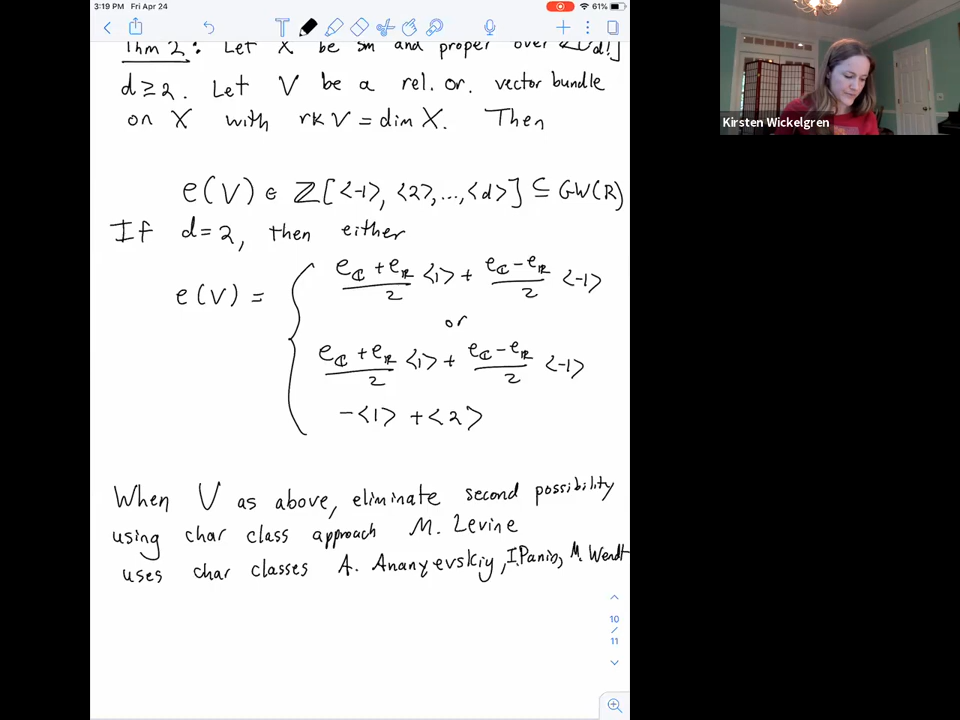 3:19 PM Fri Apr 24
61%
Thm 2: Let X be sm and proper over ℤ[1/d!]
d ≥ 2. Let V be a rel. or. vector bundle
on X with rk V = dim X. Then
e(V) ∈ ℤ[<-1>, <2>, ..., <d>] ⊆ GW(R)
If d = 2, then either
e(V) = { (e_ℂ + e_ℝ)/2 <1> + (e_ℂ - e_ℝ)/2 <-1>
or
(e_ℂ + e_ℝ)/2 <1> + (e_ℂ - e_ℝ)/2 <-1>
- <1> + <2>
When V as above, eliminate second possibility
using char class approach M. Levine
uses char classes A. Ananyevskiy, I. Panin, M. Wendt
10
/
11
Kirsten Wickelgren